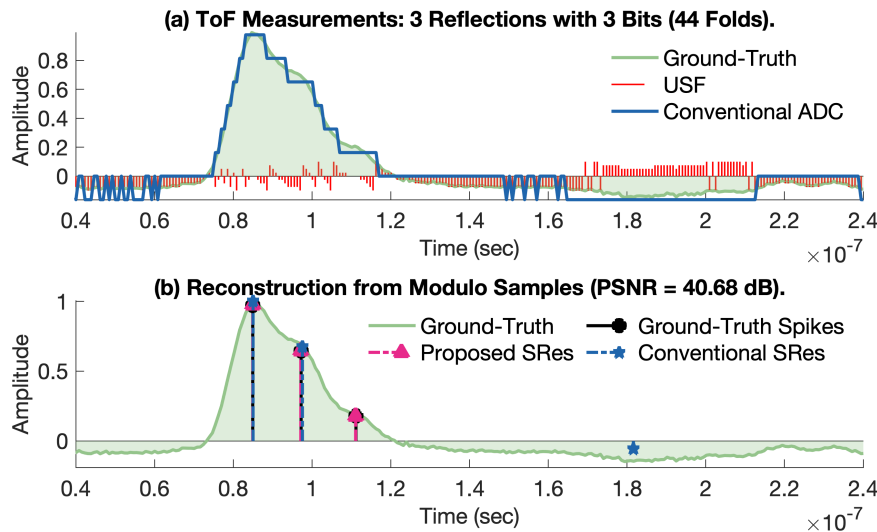 (a) ToF Measurements: 3 Reflections with 3 Bits (44 Folds).
Amplitude
0.8
0.6
0.4
0.2
0
Ground-Truth
USF
Conventional ADC
0.4 0.6 0.8 1 1.2 1.4 1.6 1.8 2 2.2 2.4
Time (sec)
×10⁻⁷
(b) Reconstruction from Modulo Samples (PSNR = 40.68 dB).
Amplitude
1
0.5
0
Ground-Truth
Ground-Truth Spikes
Proposed SRes
Conventional SRes
0.4 0.6 0.8 1 1.2 1.4 1.6 1.8 2 2.2 2.4
Time (sec)
×10⁻⁷